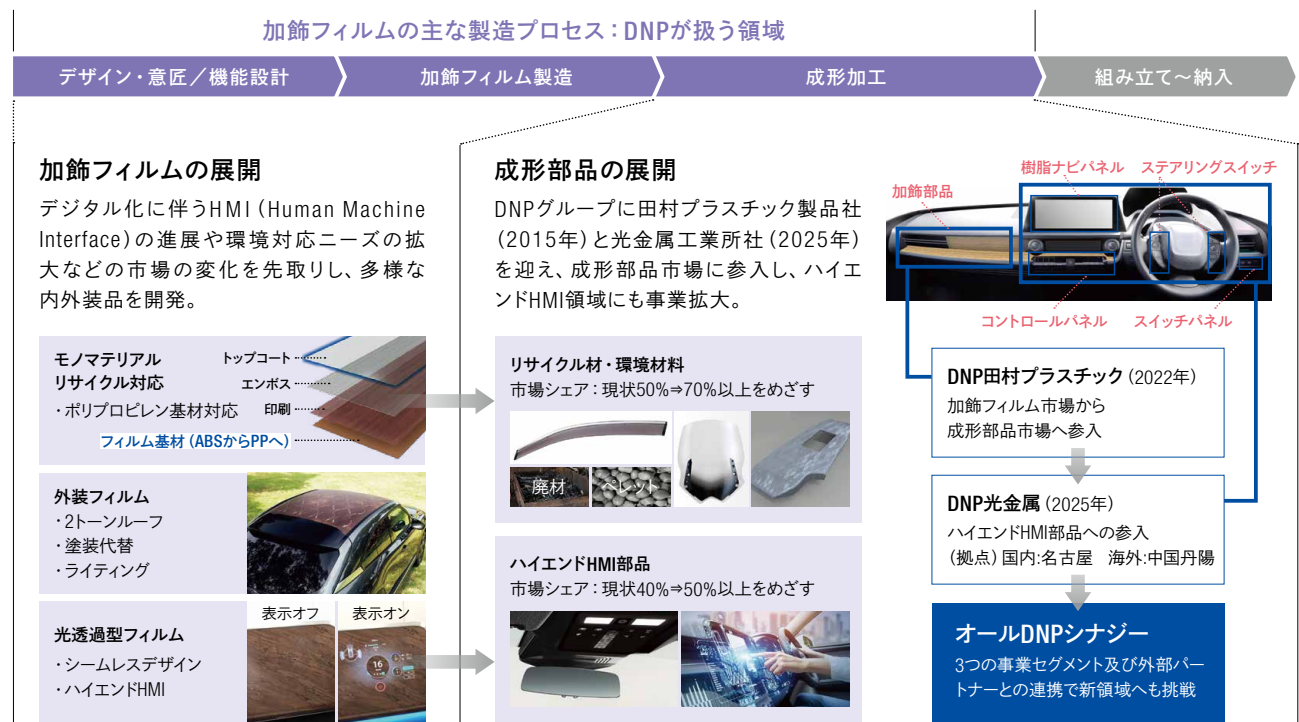 加飾フィルムの主な製造プロセス：DNPが扱う領域
デザイン・意匠／機能設計
加飾フィルム製造
成形加工
組み立て〜納入
加飾フィルムの展開
デジタル化に伴うHMI（Human Machine
Interface）の進展や環境対応ニーズの拡
大などの市場の変化を先取りし、多様な
内外装品を開発。
モノマテリアル
リサイクル対応
・ポリプロピレン基材対応
トップコート
エンボス
印刷
フィルム基材（ABSからPPへ）
外装フィルム
・2トーンルーフ
・塗装代替
・ライティング
光透過型フィルム
・シームレスデザイン
・ハイエンドHMI
表示オフ
表示オン
16
成形部品の展開
DNPグループに田村プラスチック製品社
（2015年）と光金属工業所社（2025年）
を迎え、成形部品市場に参入し、ハイエ
ンドHMI領域にも事業拡大。
リサイクル材・環境材料
市場シェア：現状50%⇒70%以上をめざす
廃材
ペレット
ハイエンドHMI部品
市場シェア：現状40%⇒50%以上をめざす
樹脂ナビパネル
ステアリングスイッチ
加飾部品
コントロールパネル
スイッチパネル
DNP田村プラスチック（2022年）
加飾フィルム市場から
成形部品市場へ参入
DNP光金属（2025年）
ハイエンドHMI部品への参入
（拠点）国内:名古屋　海外:中国丹陽
オールDNPシナジー
3つの事業セグメント及び外部パー
トナーとの連携で新領域へも挑戦